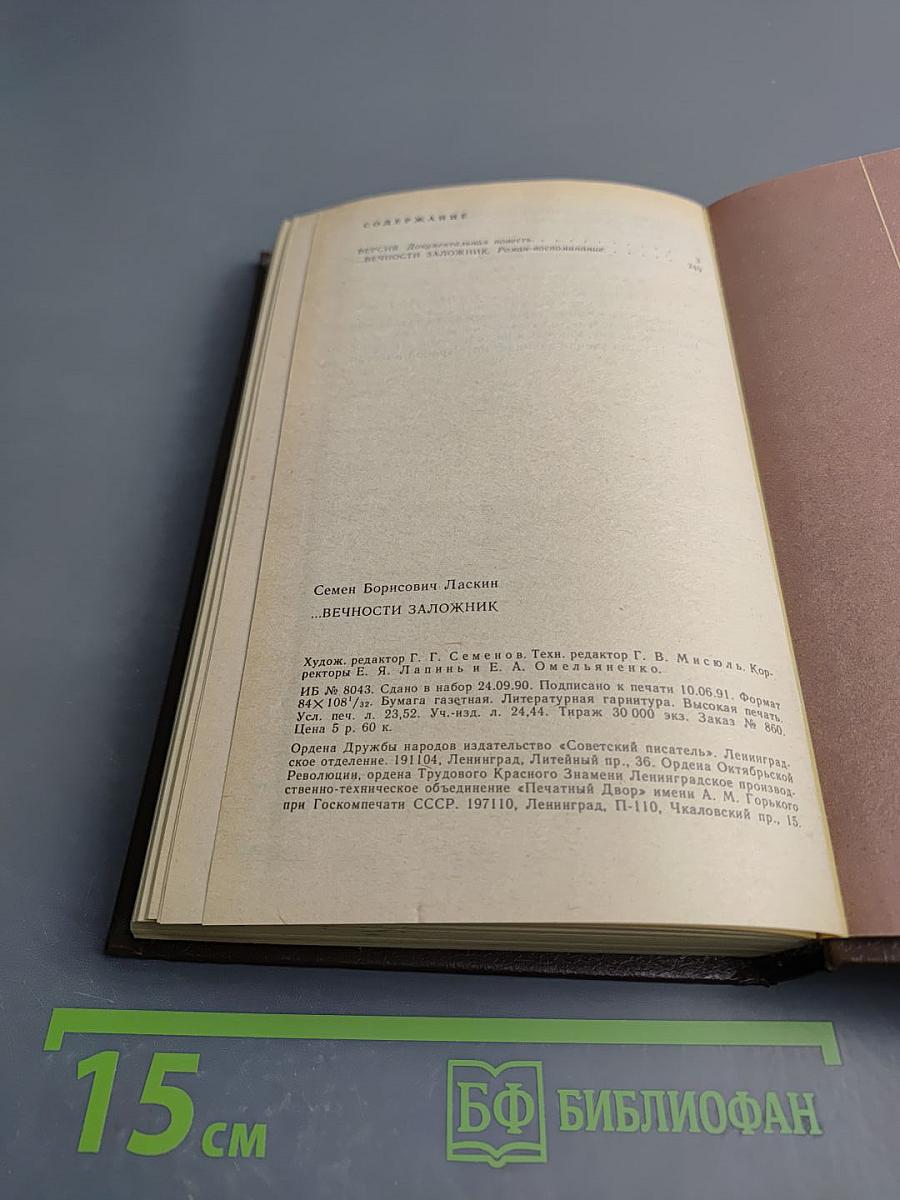 СОДЕРЖАНИЕ
ВЕРСИЯ. Документальная повесть. . . . . . . . . 3
...ВЕЧНОСТИ ЗАЛОЖНИК. Роман-воспоминание. . . . . .
Семен Борисович Ласкин
...ВЕЧНОСТИ ЗАЛОЖНИК
Худож. редактор Г. Г. Семенов. Техн. редактор Г. В. Мисюль. Кор-
ректоры Е. Я. Лапинь и Е. А. Омельяненко.
ИБ № 8043. Сдано в набор 24.09.90. Подписано к печати 10.06.91. Формат
84×108¹/₃₂. Бумага газетная. Литературная гарнитура. Высокая печать.
Усл. печ. л. 23,52. Уч.-изд. л. 24,44. Тираж 30 000 экз. Заказ № 860.
Цена 5 р. 60 к.
Ордена Дружбы народов издательство «Советский писатель». Ленинград-
ское отделение. 191104, Ленинград, Литейный пр., 36. Ордена Октябрьской
Революции, ордена Трудового Красного Знамени Ленинградское производ-
ственно-техническое объединение «Печатный Двор» имени А. М. Горького
при Госкомпечати СССР. 197110, Ленинград, П-110, Чкаловский пр., 15.
15 см
БФ БИБЛИОФАН